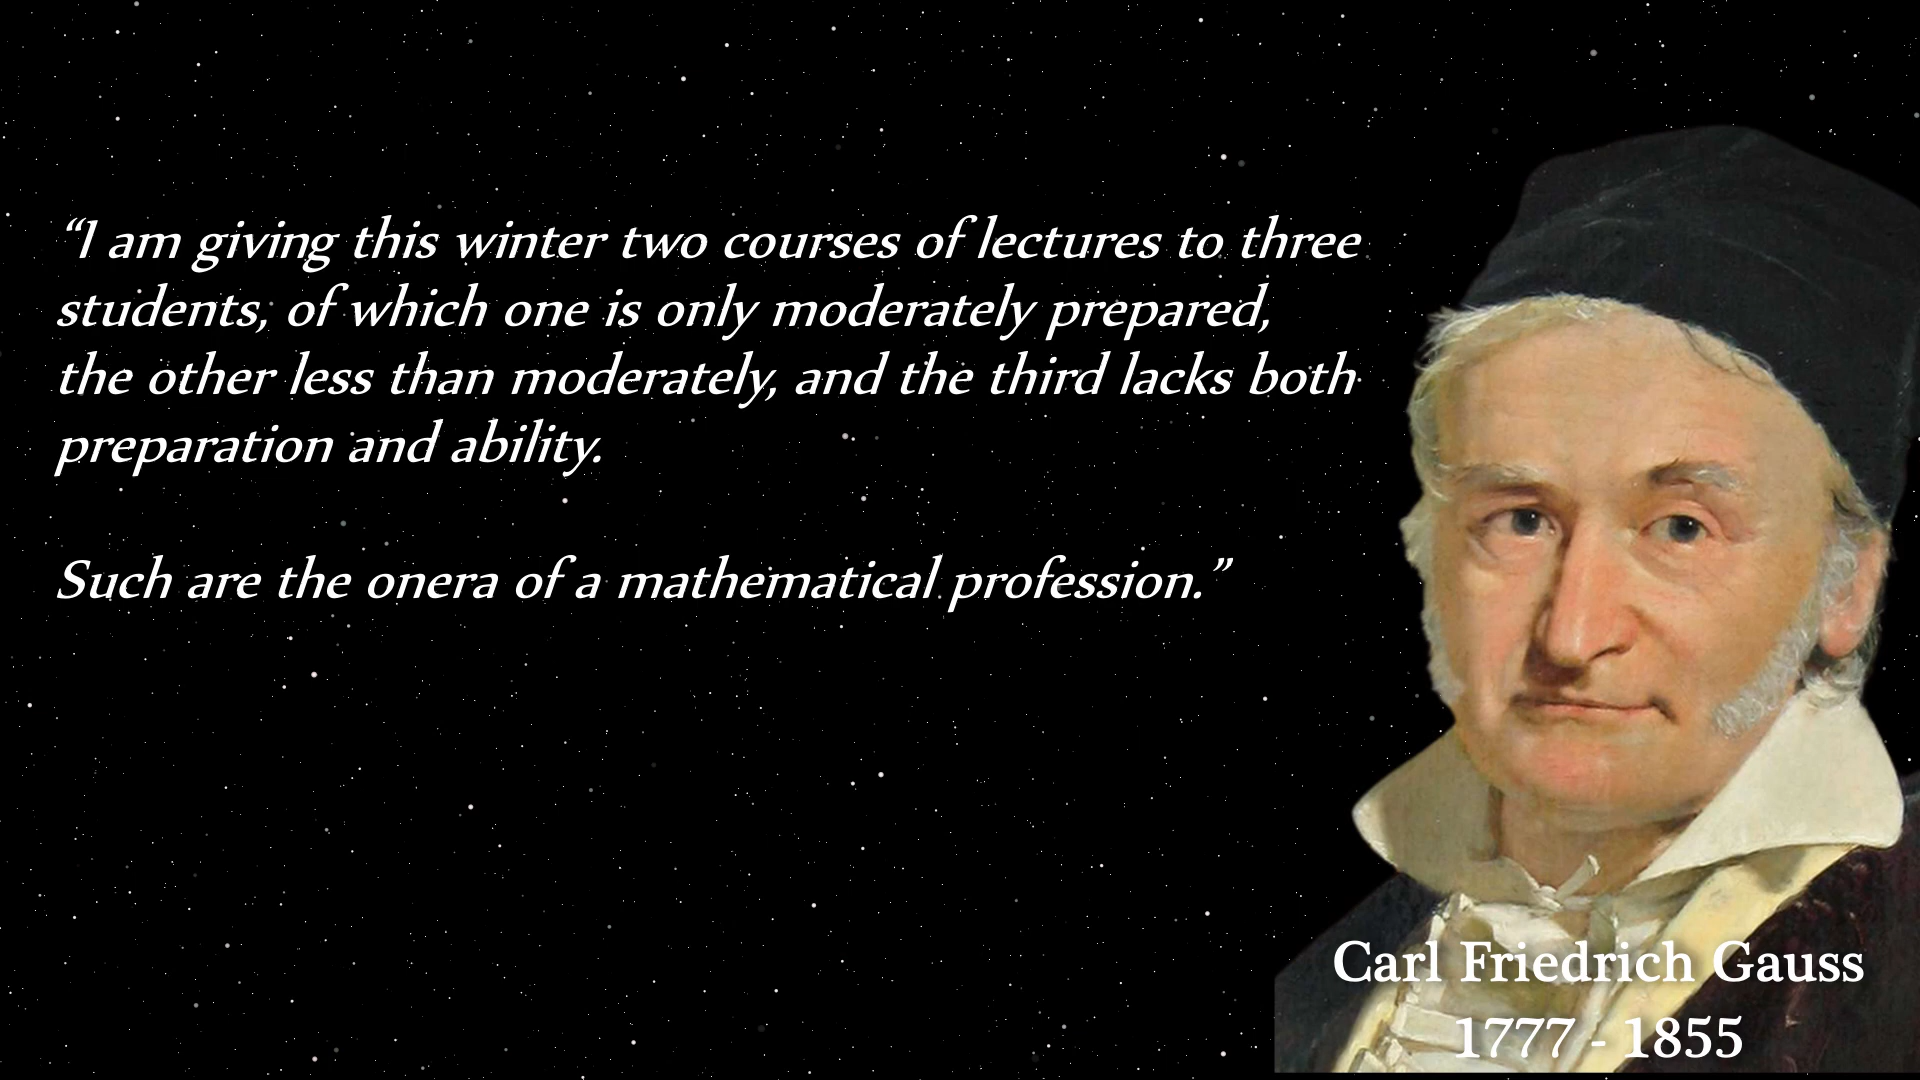 “I am giving this winter two courses of lectures to three
students, of which one is only moderately prepared,
the other less than moderately, and the third lacks both
preparation and ability.
Such are the onera of a mathematical profession.”
Carl Friedrich Gauss
1777 - 1855